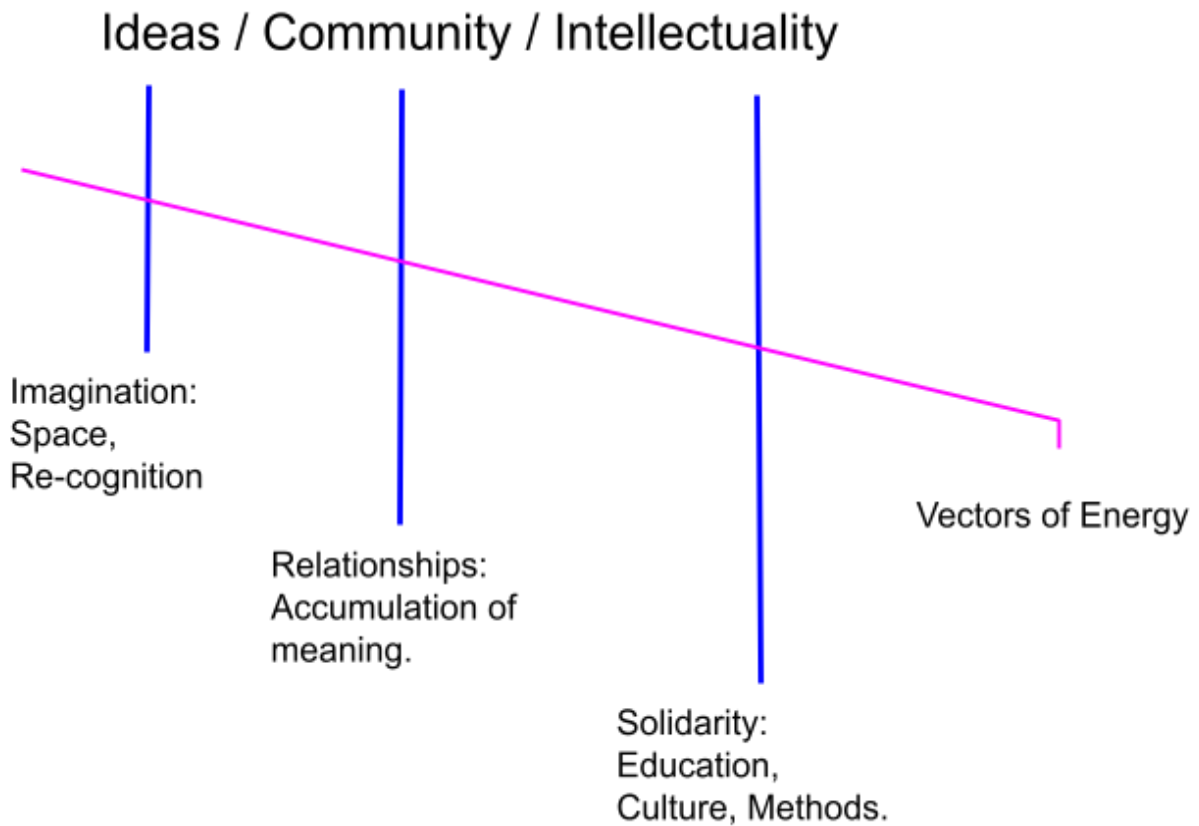 Ideas / Community / Intellectuality
Imagination:
Space,
Re-cognition
Relationships:
Accumulation of
meaning.
Solidarity:
Education,
Culture, Methods.
Vectors of Energy